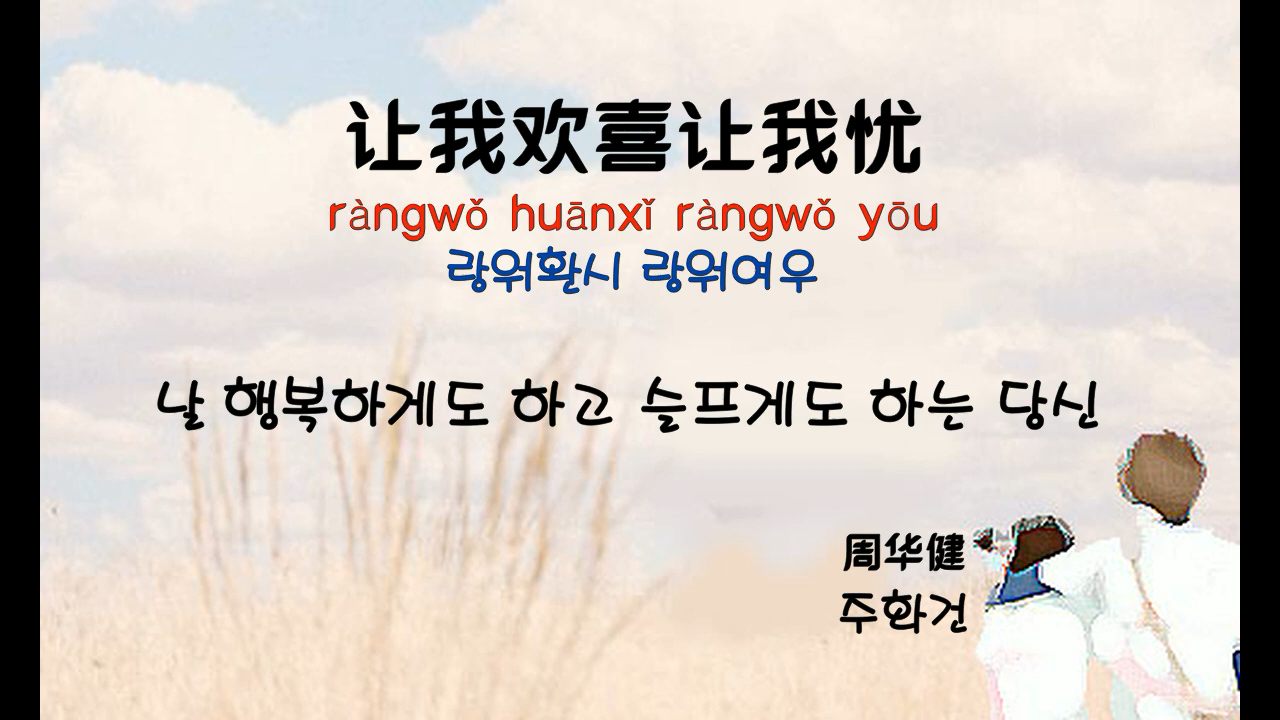 让我欢喜让我忧
ràngwǒ huānxǐ ràngwǒ yōu
랑워환시 랑워여우
날 행복하게도 하고 슬프게도 하는 당신
周华健
주화건